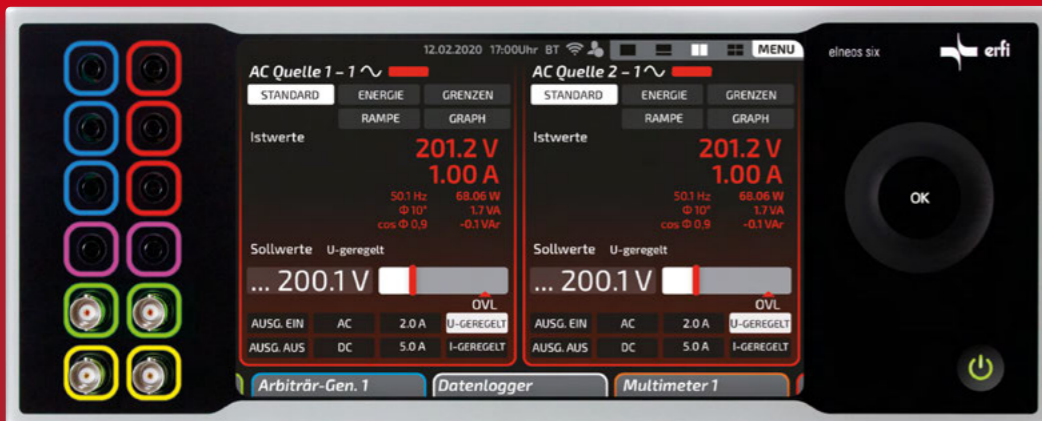 12.02.2020 17:00Uhr BT MENU
elneos six erfi
AC Quelle 1 – 1
STANDARD ENERGIE GRENZEN
RAMPE GRAPH
Istwerte
201.2 V
1.00 A
50.1 Hz 68.06 W
Φ 10° 1.7 VA
cos Φ 0,9 -0.1 VAr
Sollwerte U-geregelt
... 200.1 V
OVL
AUSG. EIN AC 2.0 A U-GEREGELT
AUSG. AUS DC 5.0 A I-GEREGELT
AC Quelle 2 – 1
STANDARD ENERGIE GRENZEN
RAMPE GRAPH
Istwerte
201.2 V
1.00 A
50.1 Hz 68.06 W
Φ 10° 1.7 VA
cos Φ 0,9 -0.1 VAr
Sollwerte U-geregelt
... 200.1 V
OVL
AUSG. EIN AC 2.0 A U-GEREGELT
AUSG. AUS DC 5.0 A I-GEREGELT
OK
Arbiträr-Gen. 1 Datenlogger Multimeter 1